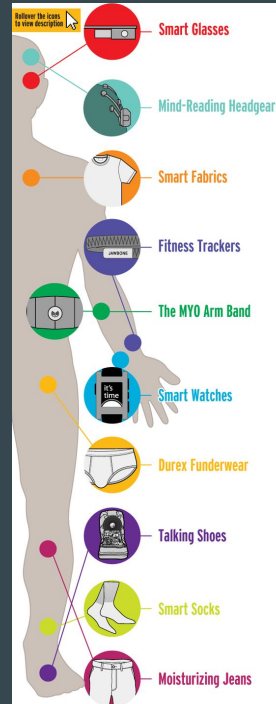 Rollover the icons
to view description
Smart Glasses
Mind-Reading Headgear
Smart Fabrics
Fitness Trackers
JAWBONE
The MYO Arm Band
it's
time
Smart Watches
Durex Funderwear
Talking Shoes
Smart Socks
Moisturizing Jeans